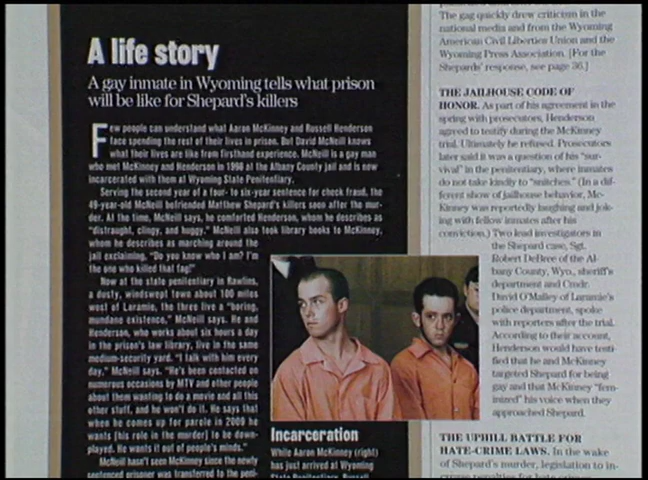 A life story
A gay inmate in Wyoming tells what prison
will be like for Shepard's killers
Few people can understand what Aaron McKinney and Russell Henderson
face spending the rest of their lives in prison. But David McNeill knows
what their lives are like from firsthand experience. McNeill is a gay man
who met McKinney and Henderson in 1998 at the Albany County jail and is now
incarcerated with them at Wyoming State Penitentiary.
Serving the second year of a four- to six-year sentence for check fraud, the
49-year-old McNeill befriended Matthew Shepard's killers soon after the mur-
der. At the time, McNeill says, he comforted Henderson, whom he describes as
"distraught, clingy, and huggy." McNeill also took library books to McKinney,
whom he describes as marching around the
jail exclaiming, "Do you know who I am? I'm
the one who killed that fag!"
Now at the state penitentiary in Rawlins,
a dusty, windswept town about 100 miles
west of Laramie, the three live a "boring,
mundane existence," McNeill says. He and
Henderson, who works about six hours a day
in the prison's law library, live in the same
medium-security yard. "I talk with him every
day," McNeill says. "He's been contacted on
numerous occasions by MTV and other people
about them wanting to do a movie and all this
other stuff, and he won't do it. He says that
when he comes up for parole in 2009 he
wants [his role in the murder] to be down-
played. He wants it out of people's minds."
McNeill hasn't seen McKinney since the newly
sentenced prisoner was transferred to the peni-
Incarceration
While Aaron McKinney (right)
has just arrived at Wyoming
State Penitentiary, Russell
The gag quickly drew criticism in the
national media and from the Wyoming
American Civil Liberties Union and the
Wyoming Press Association. [For the
Shepards' response, see page 36.]
THE JAILHOUSE CODE OF
HONOR. As part of his agreement in the
spring with prosecutors, Henderson
agreed to testify during the McKinney
trial. Ultimately he refused. Prosecutors
later said it was a question of his "sur-
vival" in the penitentiary, where inmates
do not take kindly to "snitches." (In a dif-
ferent show of jailhouse behavior, Mc-
Kinney was reportedly laughing and jok-
ing with fellow inmates after his
conviction.) Two lead investigators in
the Shepard case, Sgt.
Robert DeBree of the Al-
bany County, Wyo., sheriff's
department and Cmdr.
David O'Malley of Laramie's
police department, spoke
with reporters after the trial.
According to their account,
Henderson would have testi-
fied that he and McKinney
targeted Shepard for being
gay and that McKinney "fem-
inized" his voice when they
approached Shepard.
THE UPHILL BATTLE FOR
HATE-CRIME LAWS. In the wake
of Shepard's murder, legislation to in-